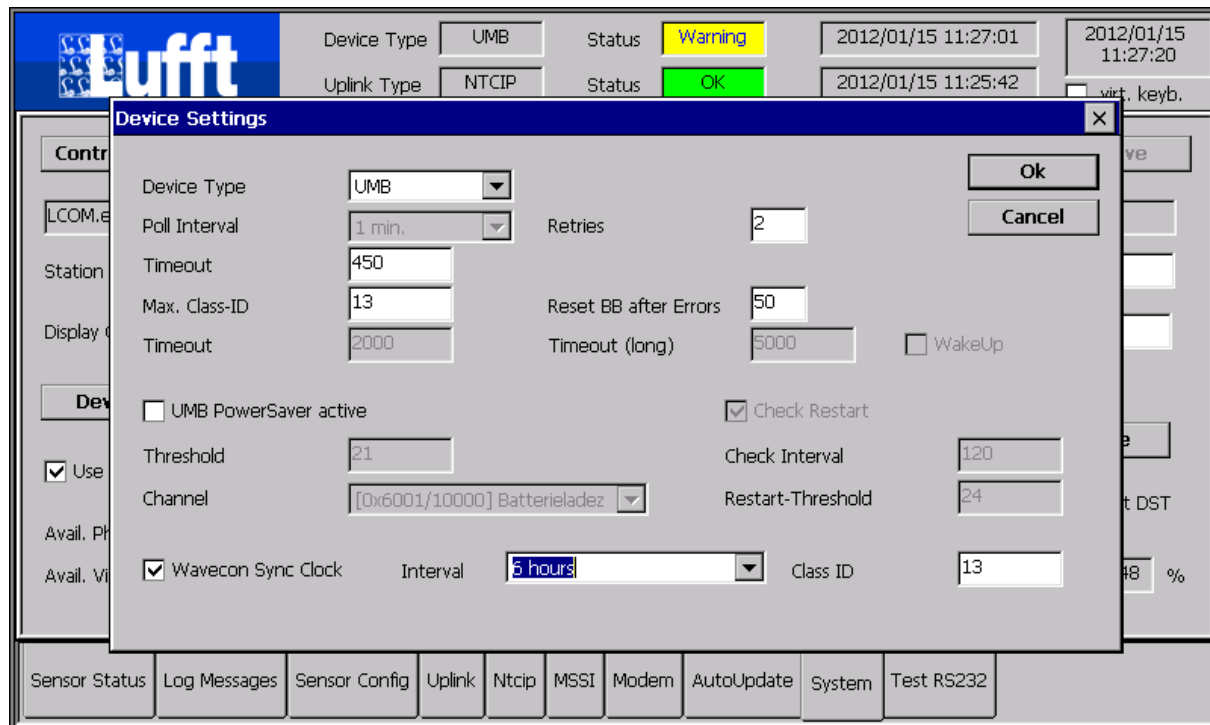 Lufft
Device Type UMB Status Warning 2012/01/15 11:27:01 2012/01/15
11:27:20
Uplink Type NTCIP Status OK 2012/01/15 11:25:42 virt. keyb.
Device Settings
Contr
Ok
Device Type UMB
LCOM.e Poll Interval 1 min. Retries 2 Cancel
Station Timeout 450
Max. Class-ID 13 Reset BB after Errors 50
Display Timeout 2000 Timeout (long) 5000 WakeUp
Dev UMB PowerSaver active Check Restart
Use Threshold 21 Check Interval 120
Channel [0x6001/10000] Batterieladez Restart-Threshold 24 t DST
Avail. Ph
Avail. Vi Wavecon Sync Clock Interval 6 hours Class ID 13 48 %
Sensor Status Log Messages Sensor Config Uplink Ntcip MSSI Modem AutoUpdate System Test RS232